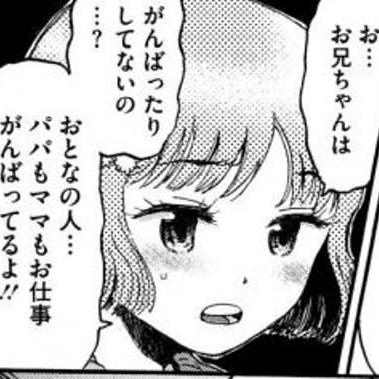 お…
お兄ちゃんは
がんばったり
してないの
…?
おとなの人…
パパもママもお仕事
がんばってるよ!!